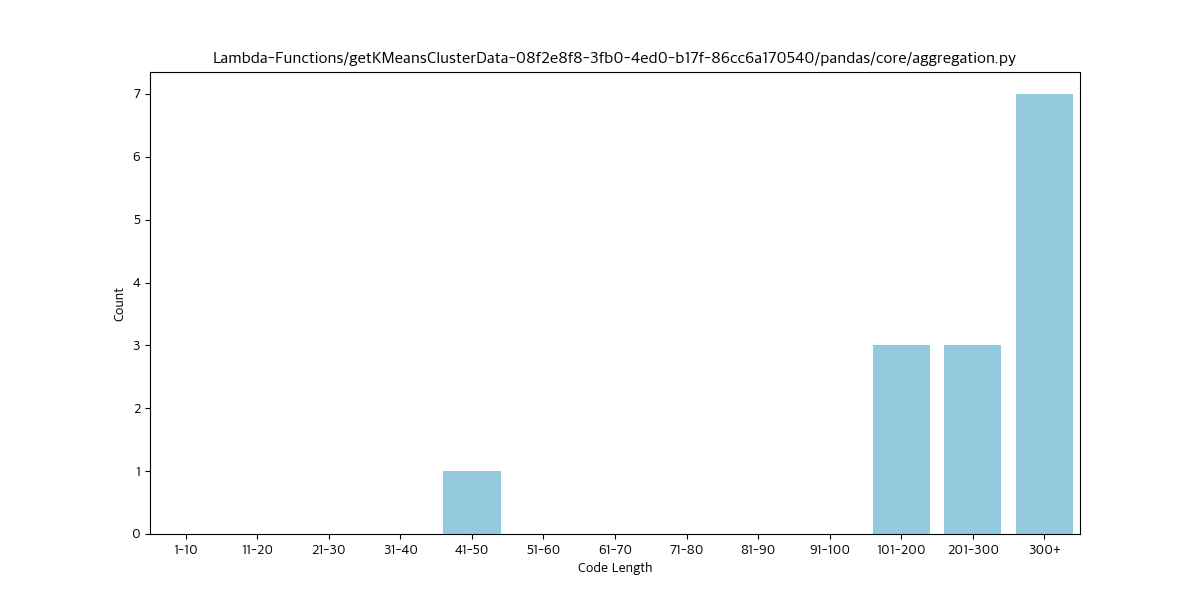 Lambda-Functions/getKMeansClusterData-08f2e8f8-3fb0-4ed0-b17f-86cc6a170540/pandas/core/aggregation.py
7
6
5
4
3
2
1
0
Count
1-10 11-20 21-30 31-40 41-50 51-60 61-70 71-80 81-90 91-100 101-200 201-300 300+
Code Length